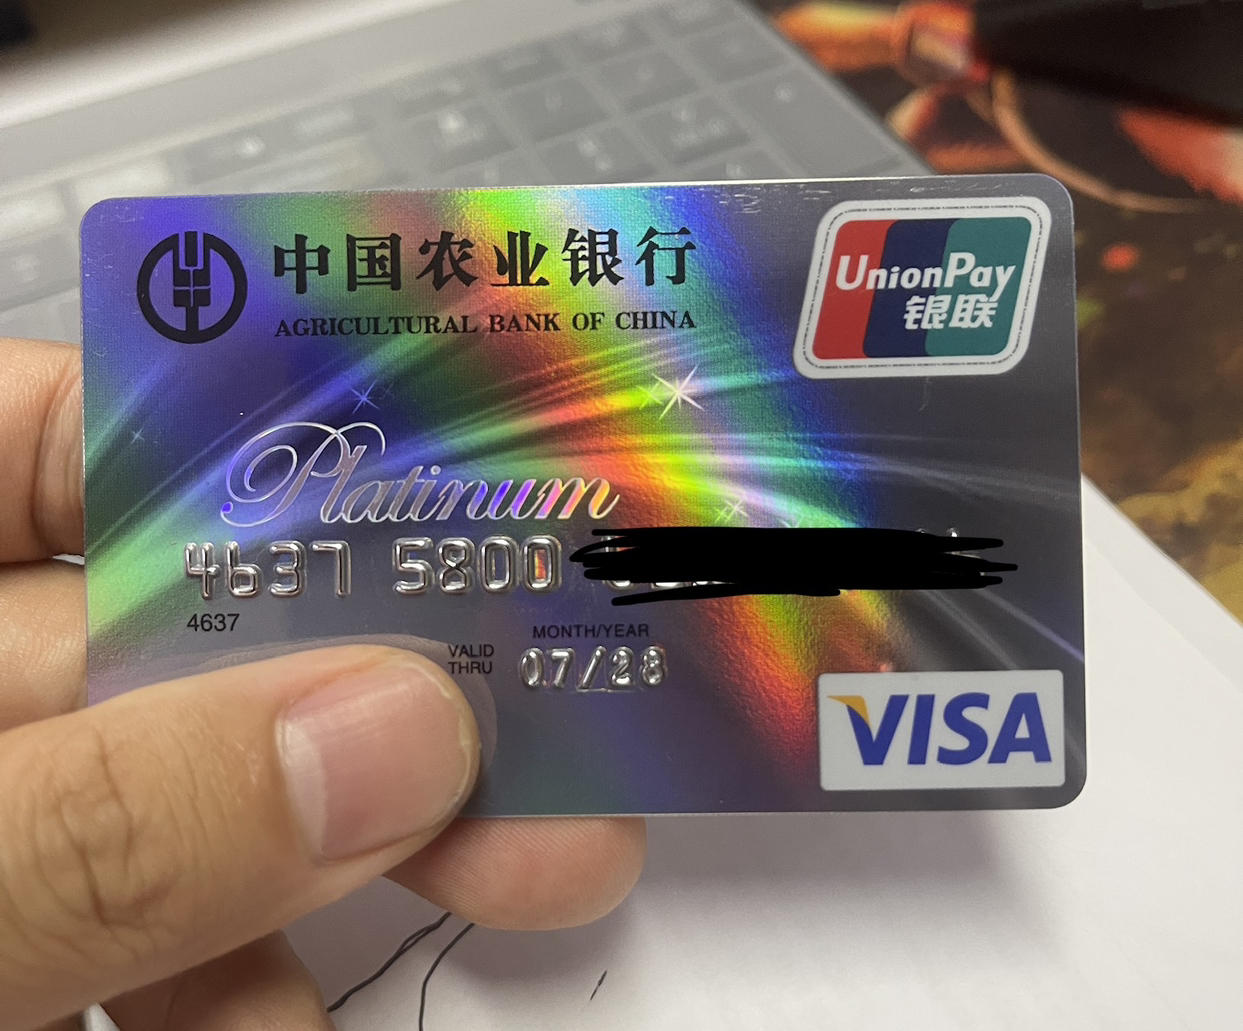 中国农业银行
AGRICULTURAL BANK OF CHINA
UnionPay
银联
Platinum
4637 5800
4637
MONTH/YEAR
VALID
THRU
07/28
VISA